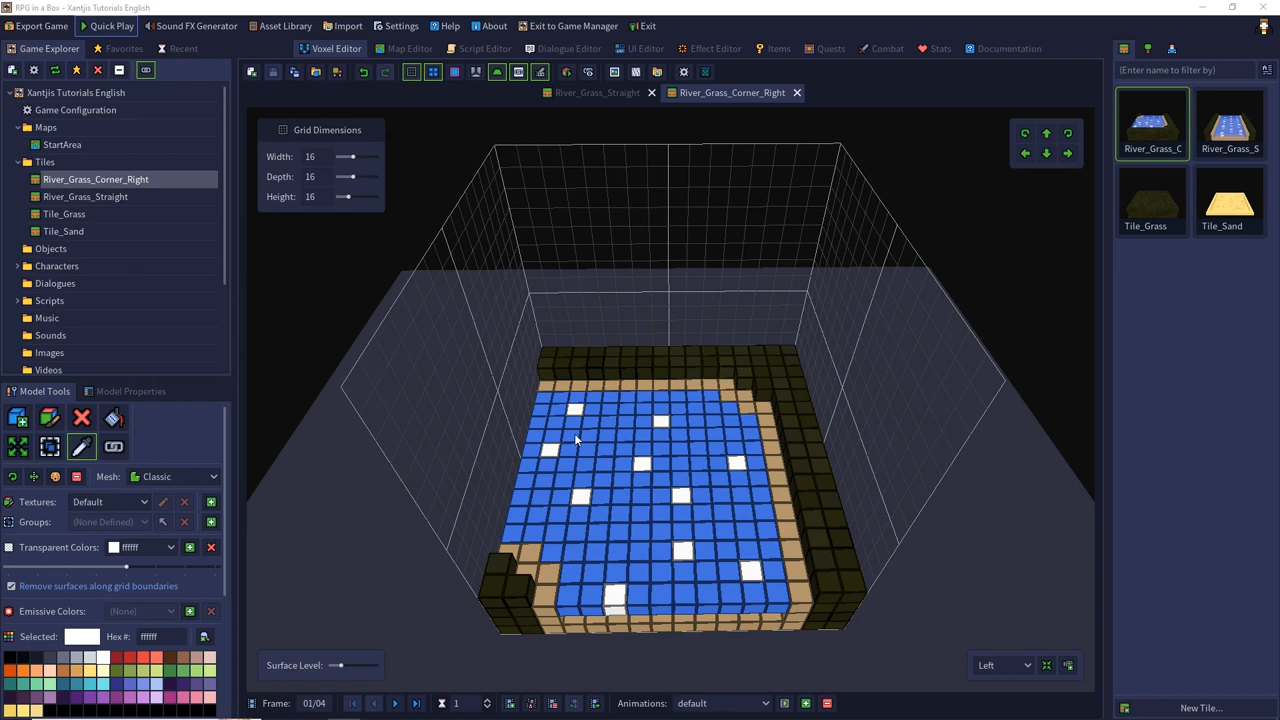 RPG in a Box - Xantjis Tutorials English
Export Game Quick Play Sound FX Generator Asset Library Import Settings Help About Exit to Game Manager Exit
Game Explorer Favorites Recent Voxel Editor Map Editor Script Editor Dialogue Editor UI Editor Effect Editor Items Quests Combat Stats Documentation
(Enter name to filter by)
River_Grass_Straight River_Grass_Corner_Right
Xantjis Tutorials English
Game Configuration
Maps
StartArea
Tiles
River_Grass_Corner_Right
River_Grass_Straight
Tile_Grass
Tile_Sand
Objects
Characters
Dialogues
Scripts
Music
Sounds
Images
Videos
Grid Dimensions
Width: 16
Depth: 16
Height: 16
River_Grass_C River_Grass_S
Tile_Grass Tile_Sand
Model Tools Model Properties
Mesh: Classic
Textures: Default
Groups: (None Defined)
Transparent Colors: ffffff
Remove surfaces along grid boundaries
Emissive Colors: (None)
Selected: Hex #: ffffff
Surface Level:
Left
Frame: 01/04 1 Animations: default
New Tile...